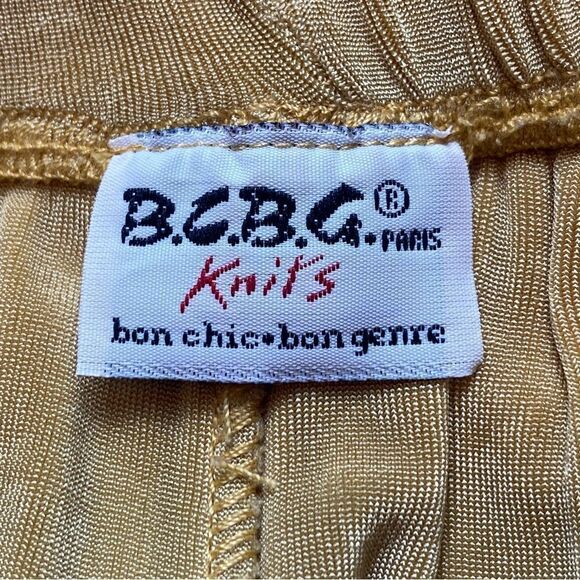 B.C.B.G.® PARIS
Knits
bon chic•bon genre